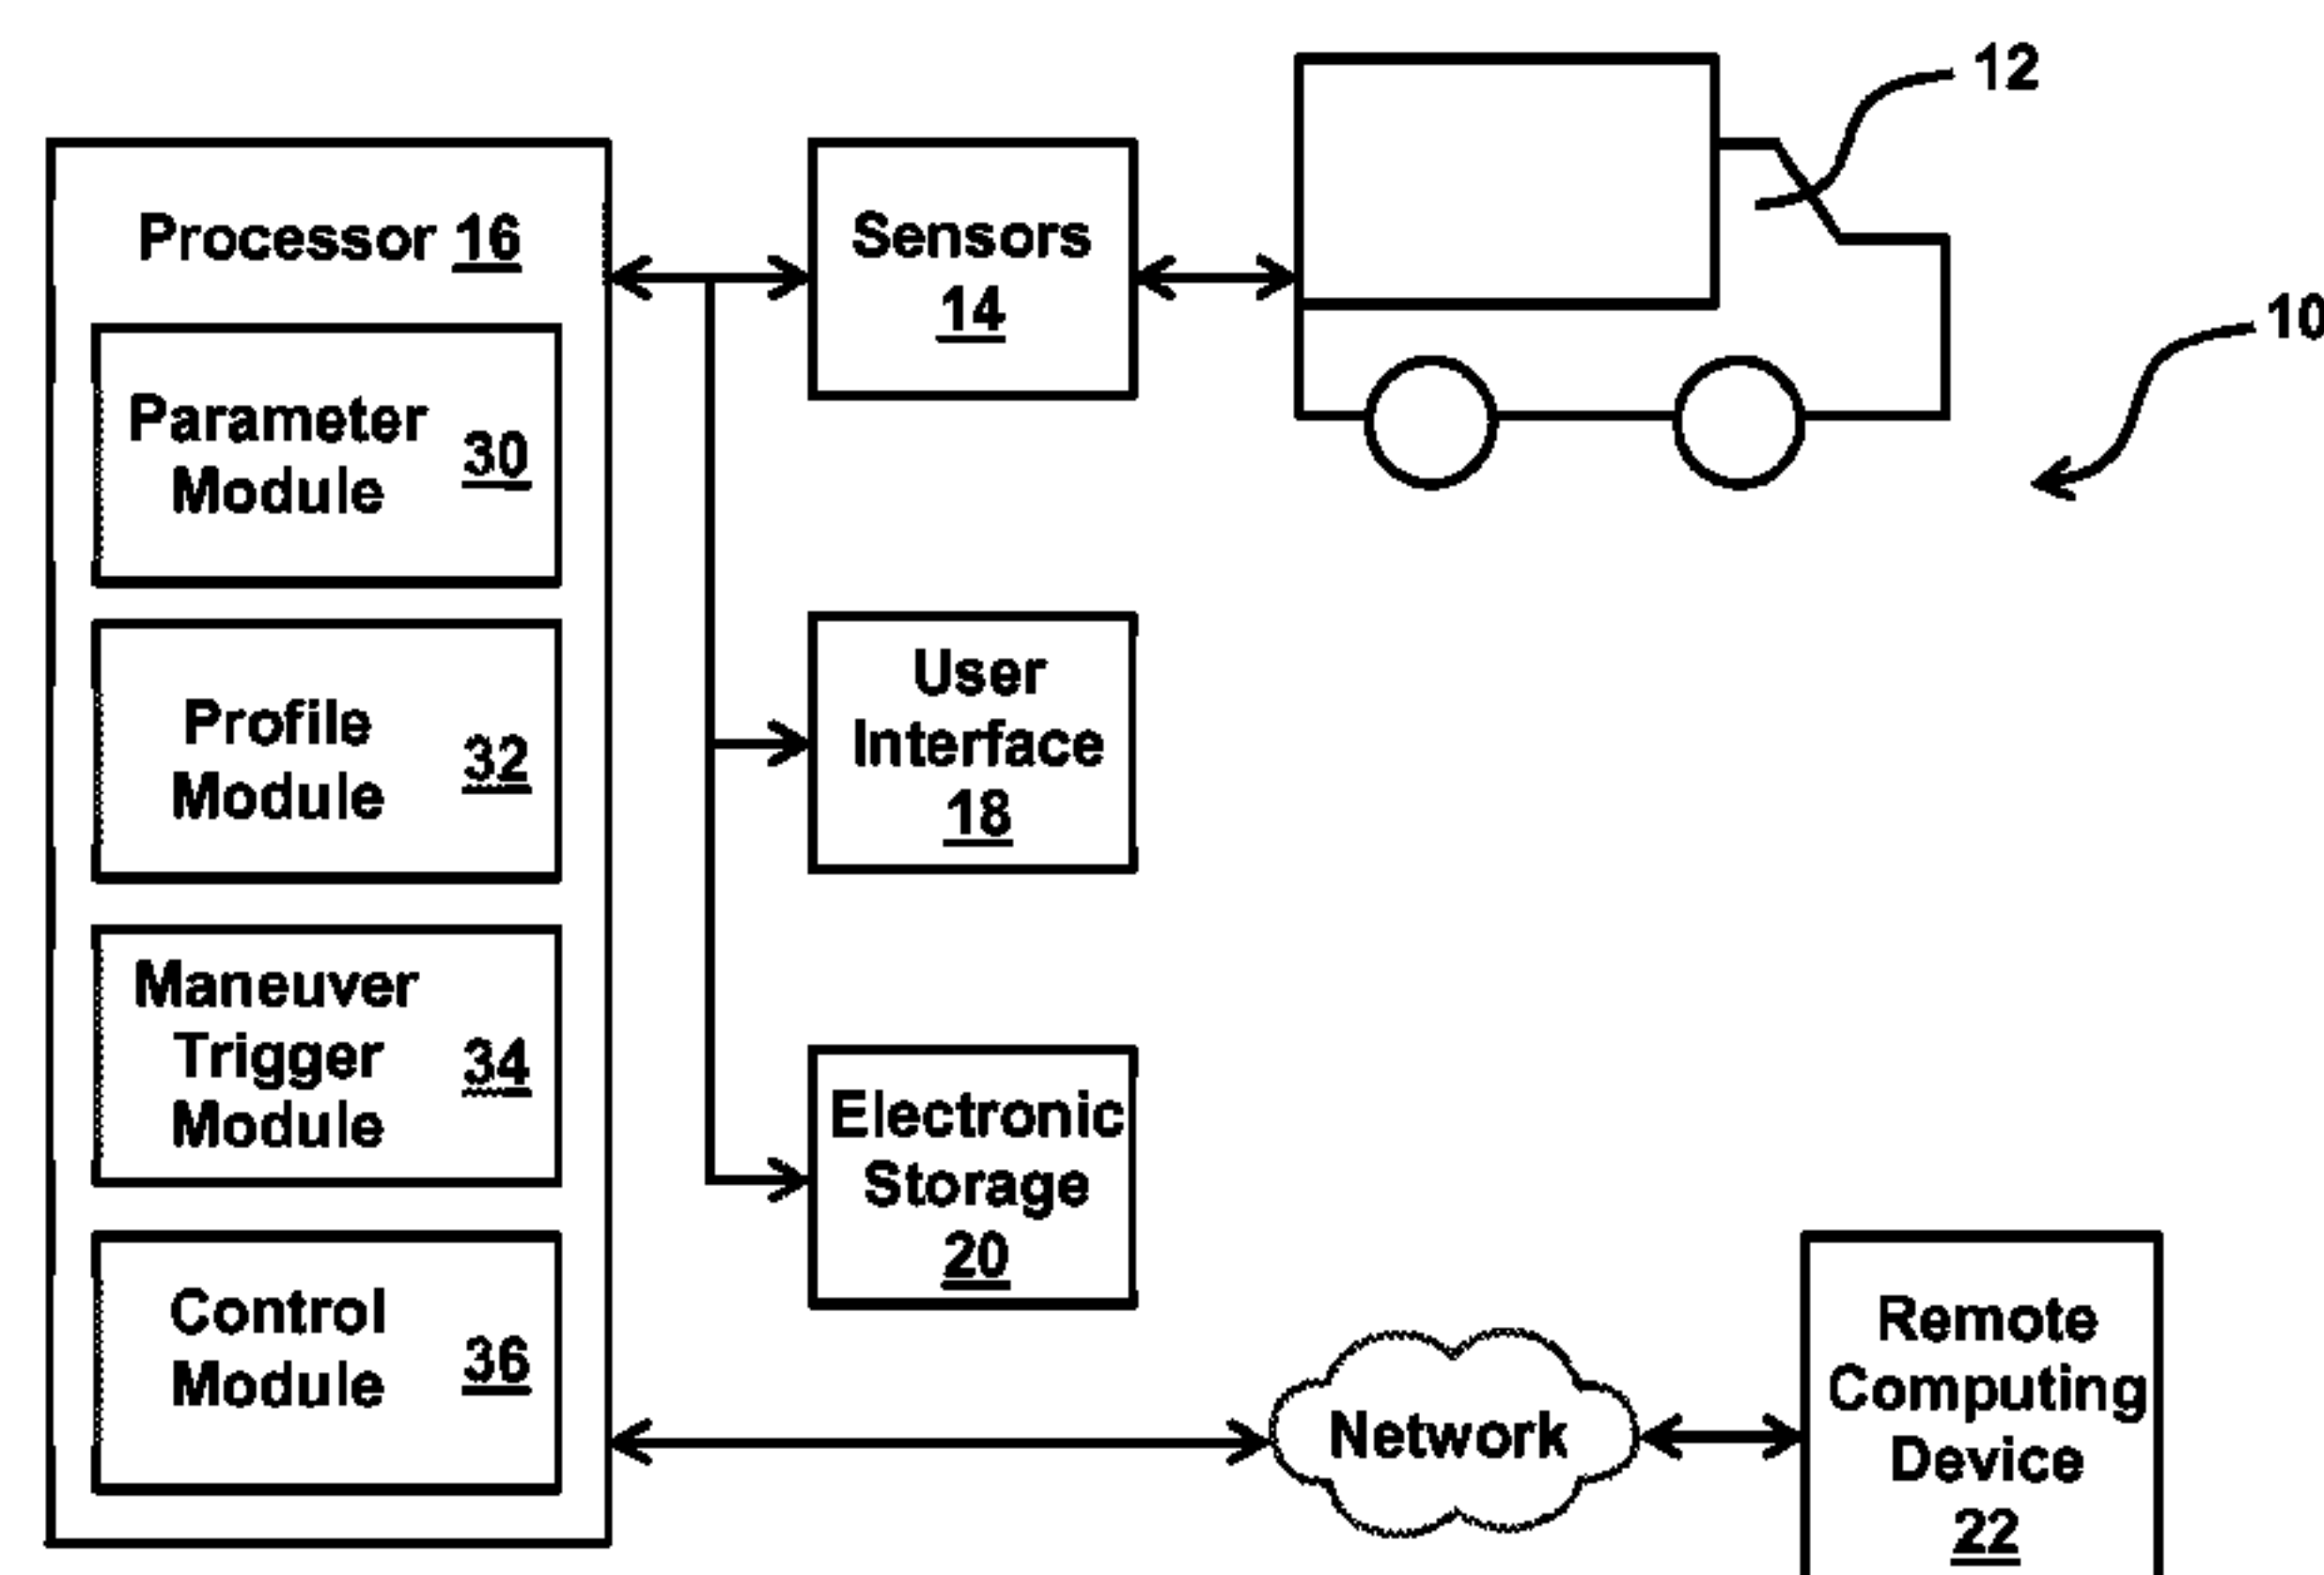 12
10
Processor 16
Parameter
Module
30
Profile
Module
32
Maneuver
Trigger
Module
34
Control
Module
36
Sensors
14
User
Interface
18
Electronic
Storage
20
Network
Remote
Computing
Device
22